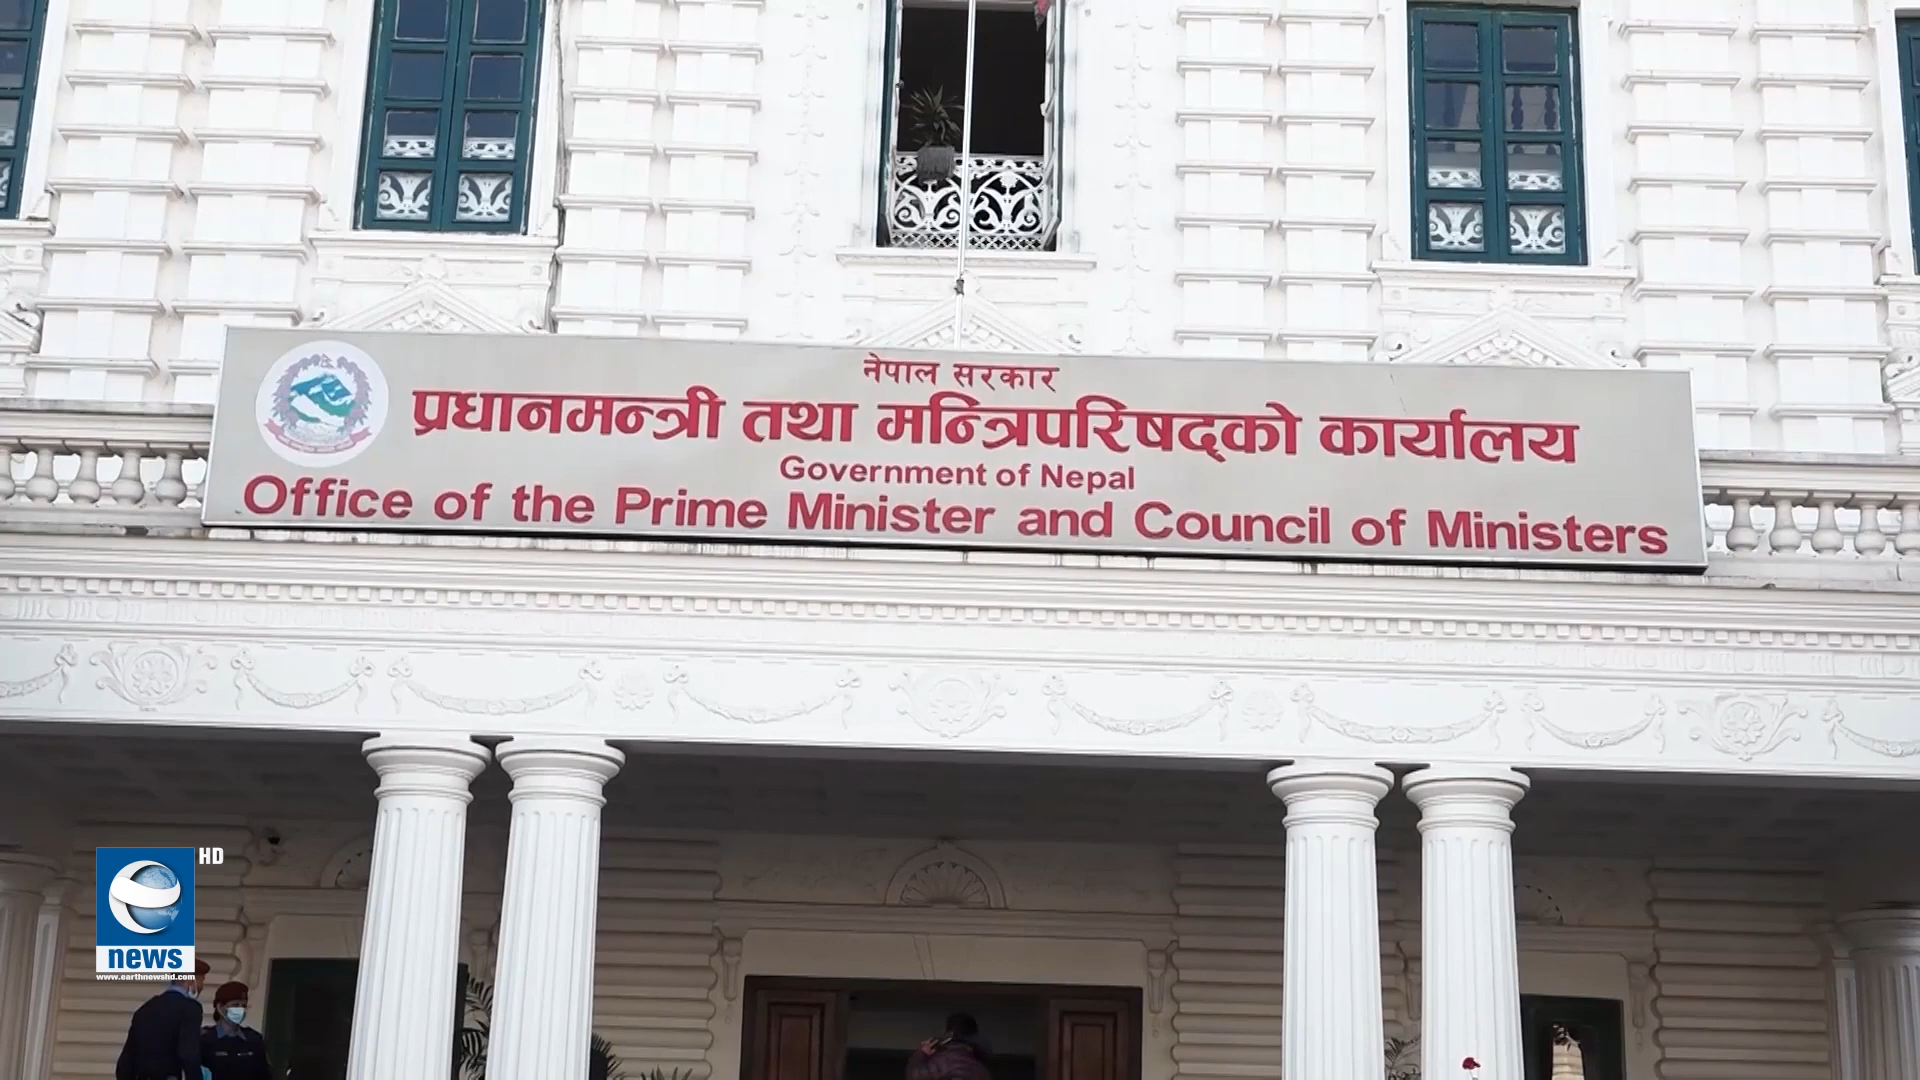 नेपाल सरकार
प्रधानमन्त्री तथा मन्त्रिपरिषद्को कार्यालय
Government of Nepal
Office of the Prime Minister and Council of Ministers
HD
news
www.earthnewshd.com